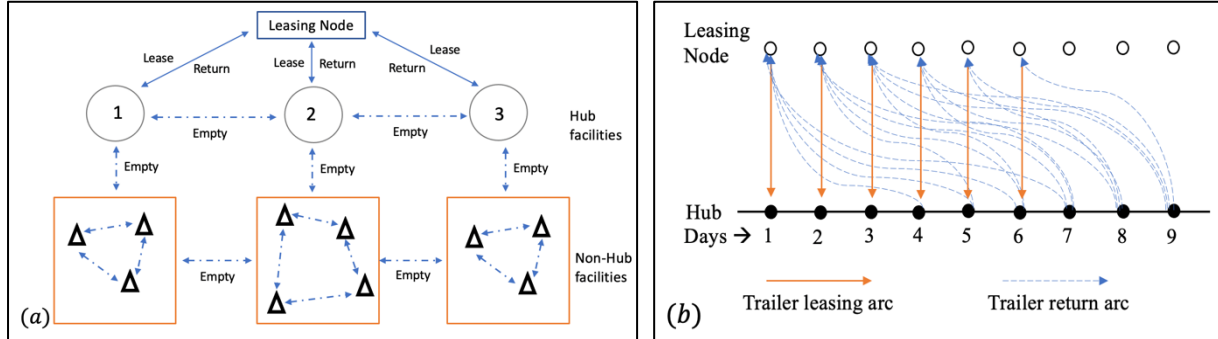 Leasing Node
Lease
Return
Lease
Return
Lease
Return
1
2
3
Empty
Empty
Hub
facilities
Empty
Empty
Empty
Empty
Empty
Non-Hub
facilities
(a)
Leasing
Node
Hub
Days → 1 2 3 4 5 6 7 8 9
Trailer leasing arc
Trailer return arc
(b)